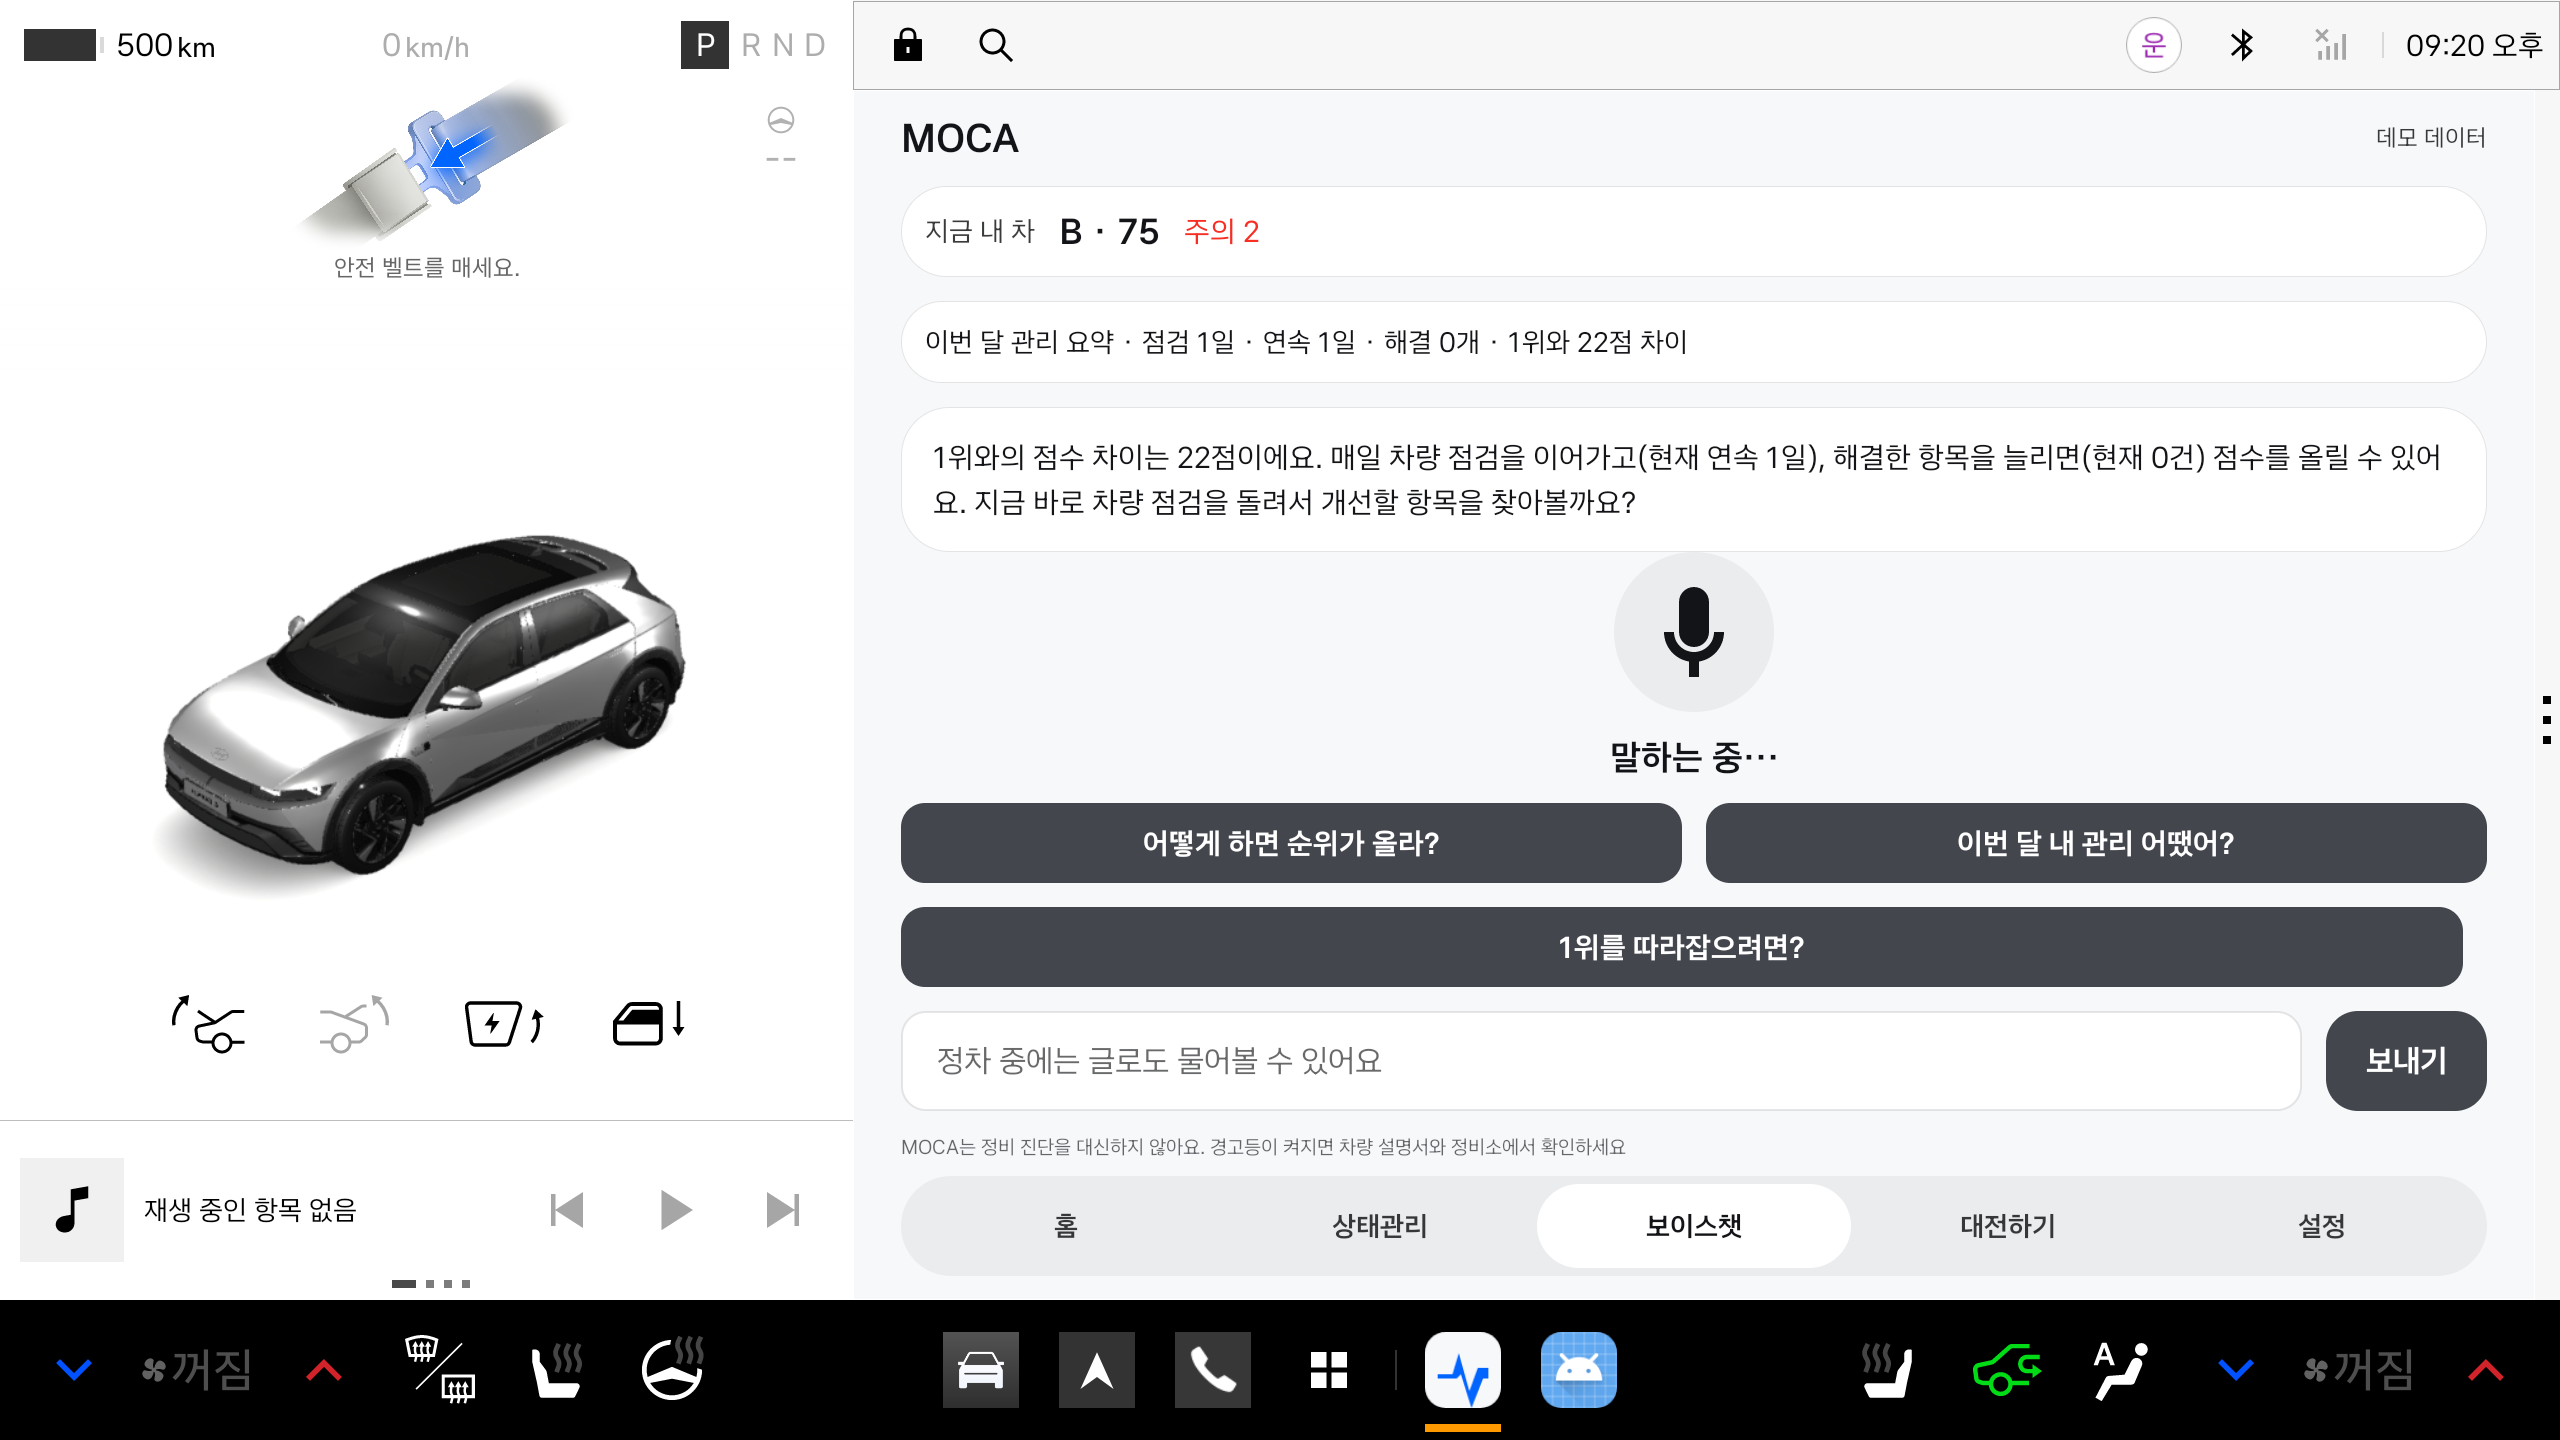 500 km
0 km/h
P R N D
안전 벨트를 매세요.
재생 중인 항목 없음
운
09:20 오후
MOCA
데모 데이터
지금 내 차 B · 75 주의 2
이번 달 관리 요약 · 점검 1일 · 연속 1일 · 해결 0개 · 1위와 22점 차이
1위와의 점수 차이는 22점이에요. 매일 차량 점검을 이어가고(현재 연속 1일), 해결한 항목을 늘리면(현재 0건) 점수를 올릴 수 있어
요. 지금 바로 차량 점검을 돌려서 개선할 항목을 찾아볼까요?
말하는 중···
어떻게 하면 순위가 올라?
이번 달 내 관리 어땠어?
1위를 따라잡으려면?
정차 중에는 글로도 물어볼 수 있어요
보내기
MOCA는 정비 진단을 대신하지 않아요. 경고등이 켜지면 차량 설명서와 정비소에서 확인하세요
홈 상태관리 보이스챗 대전하기 설정
꺼짐
A
꺼짐